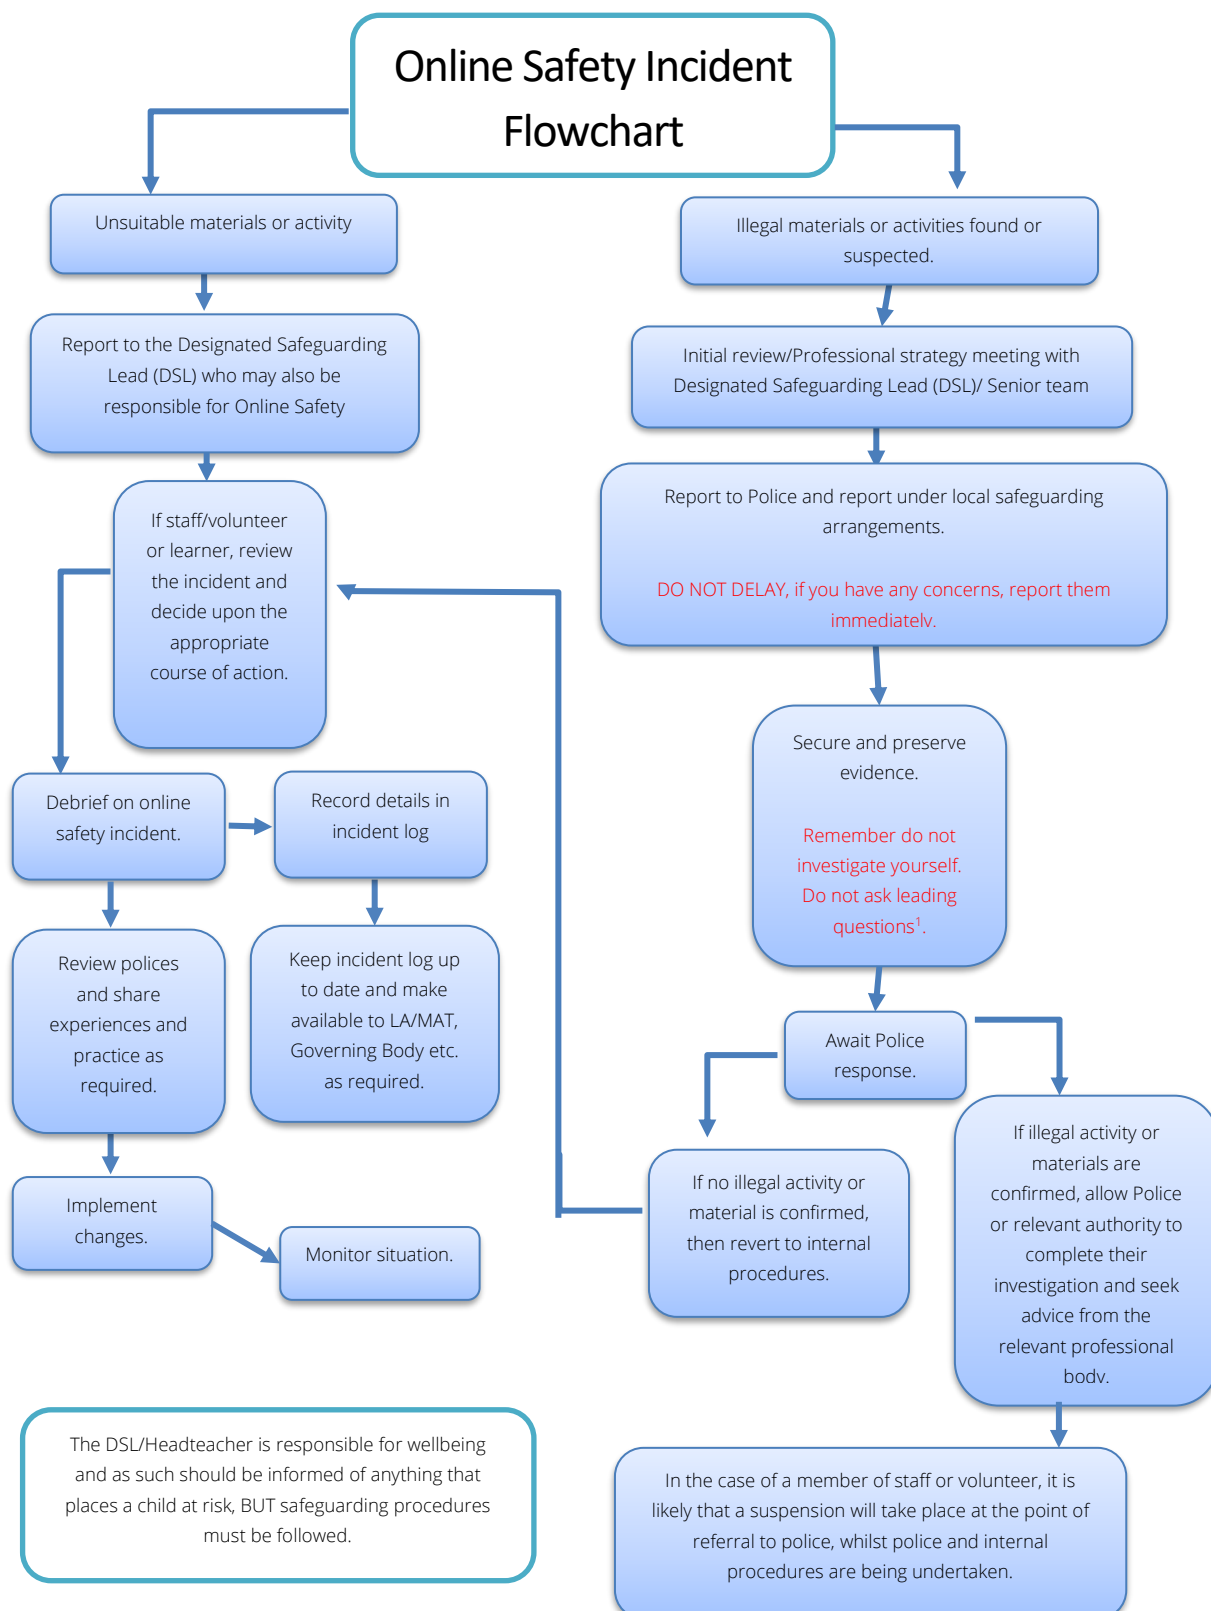 Online Safety Incident
Flowchart
Unsuitable materials or activity
Report to the Designated Safeguarding
Lead (DSL) who may also be
responsible for Online Safety
If staff/volunteer
or learner, review
the incident and
decide upon the
appropriate
course of action.
Debrief on online
safety incident.
Record details in
incident log
Review polices
and share
experiences and
practice as
required.
Keep incident log up
to date and make
available to LA/MAT,
Governing Body etc.
as required.
Implement
changes.
Monitor situation.
Illegal materials or activities found or
suspected.
Initial review/Professional strategy meeting with
Designated Safeguarding Lead (DSL)/ Senior team
Report to Police and report under local safeguarding
arrangements.
DO NOT DELAY, if you have any concerns, report them
immediately.
Secure and preserve
evidence.
Remember do not
investigate yourself.
Do not ask leading
questions¹.
Await Police
response.
If no illegal activity or
material is confirmed,
then revert to internal
procedures.
If illegal activity or
materials are
confirmed, allow Police
or relevant authority to
complete their
investigation and seek
advice from the
relevant professional
body.
In the case of a member of staff or volunteer, it is
likely that a suspension will take place at the point of
referral to police, whilst police and internal
procedures are being undertaken.
The DSL/Headteacher is responsible for wellbeing
and as such should be informed of anything that
places a child at risk, BUT safeguarding procedures
must be followed.